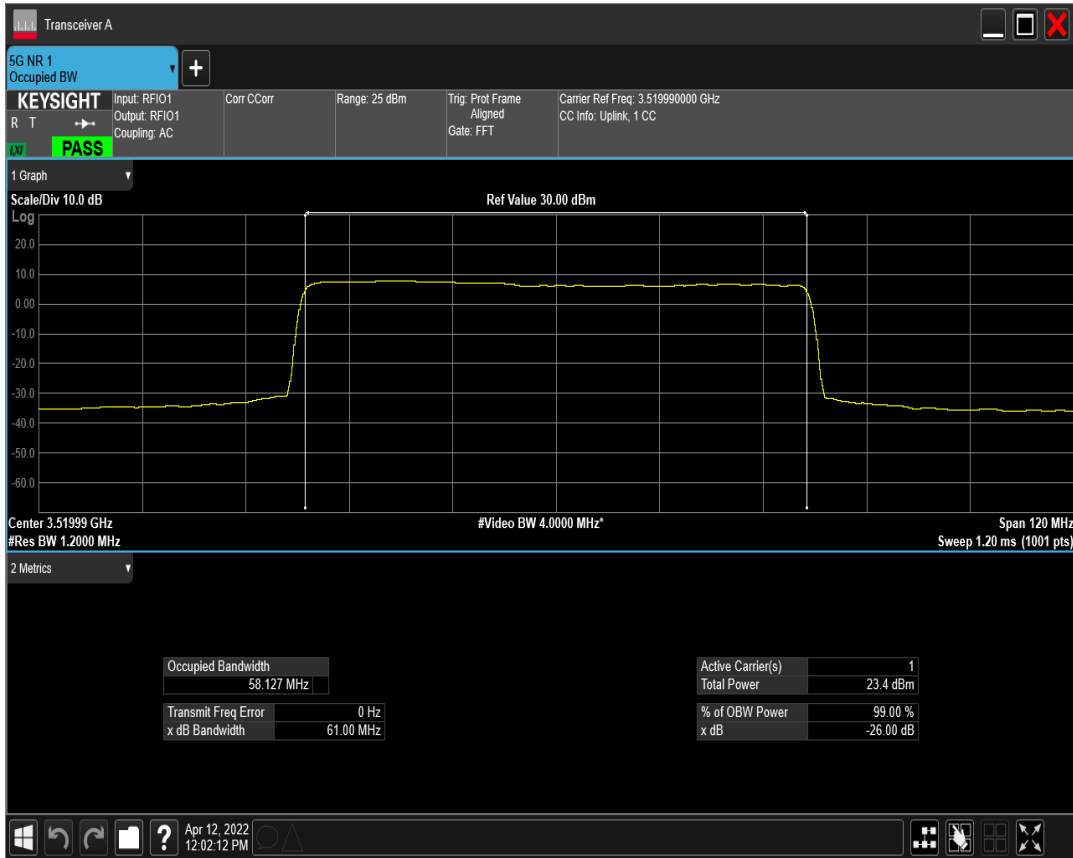 Transceiver A
5G NR 1
Occupied BW
KEYSIGHT
R T
LXI
PASS
Input: RFIO1
Output: RFIO1
Coupling: AC
Corr CCorr
Range: 25 dBm
Trig: Prot Frame
Aligned
Gate: FFT
Carrier Ref Freq: 3.519990000 GHz
CC Info: Uplink, 1 CC
1 Graph
Scale/Div 10.0 dB
Ref Value 30.00 dBm
Log
20.0
10.0
0.00
-10.0
-20.0
-30.0
-40.0
-50.0
-60.0
Center 3.51999 GHz
#Video BW 4.0000 MHz*
Span 120 MHz
#Res BW 1.2000 MHz
Sweep 1.20 ms (1001 pts)
2 Metrics
Occupied Bandwidth
58.127 MHz
Transmit Freq Error 0 Hz
x dB Bandwidth 61.00 MHz
Active Carrier(s) 1
Total Power 23.4 dBm
% of OBW Power 99.00 %
x dB -26.00 dB
?
Apr 12, 2022
12:02:12 PM